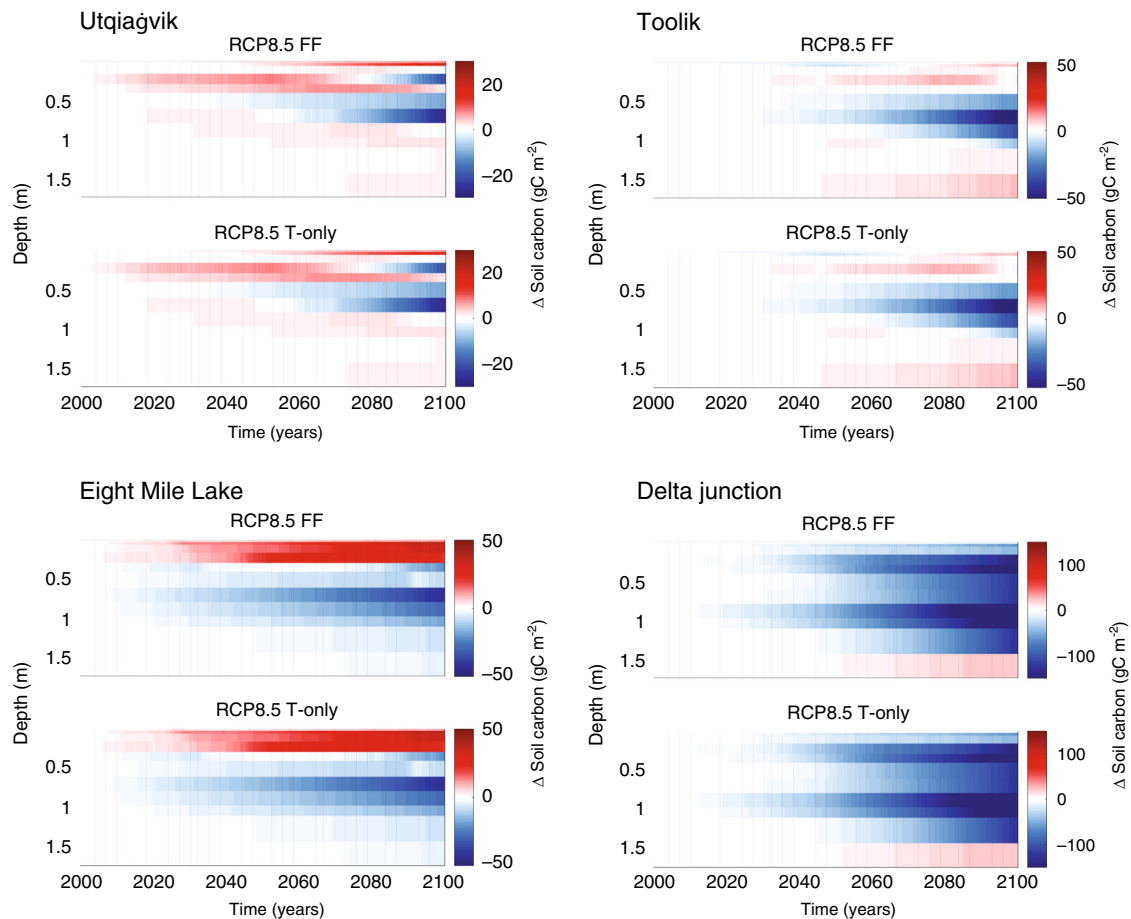 Utqiaġvik
RCP8.5 FF
0.5
1
1.5
20
0
−20
RCP8.5 T-only
0.5
1
1.5
20
0
−20
Depth (m)
Δ Soil carbon (gC m-2)
2000 2020 2040 2060 2080 2100
Time (years)
Toolik
RCP8.5 FF
0.5
1
1.5
50
0
−50
RCP8.5 T-only
0.5
1
1.5
50
0
−50
Depth (m)
Δ Soil carbon (gC m-2)
2000 2020 2040 2060 2080 2100
Time (years)
Eight Mile Lake
RCP8.5 FF
0.5
1
1.5
50
0
−50
RCP8.5 T-only
0.5
1
1.5
50
0
−50
Depth (m)
Δ Soil carbon (gC m-2)
2000 2020 2040 2060 2080 2100
Time (years)
Delta junction
RCP8.5 FF
0.5
1
1.5
100
0
−100
RCP8.5 T-only
0.5
1
1.5
100
0
−100
Depth (m)
Δ Soil carbon (gC m-2)
2000 2020 2040 2060 2080 2100
Time (years)